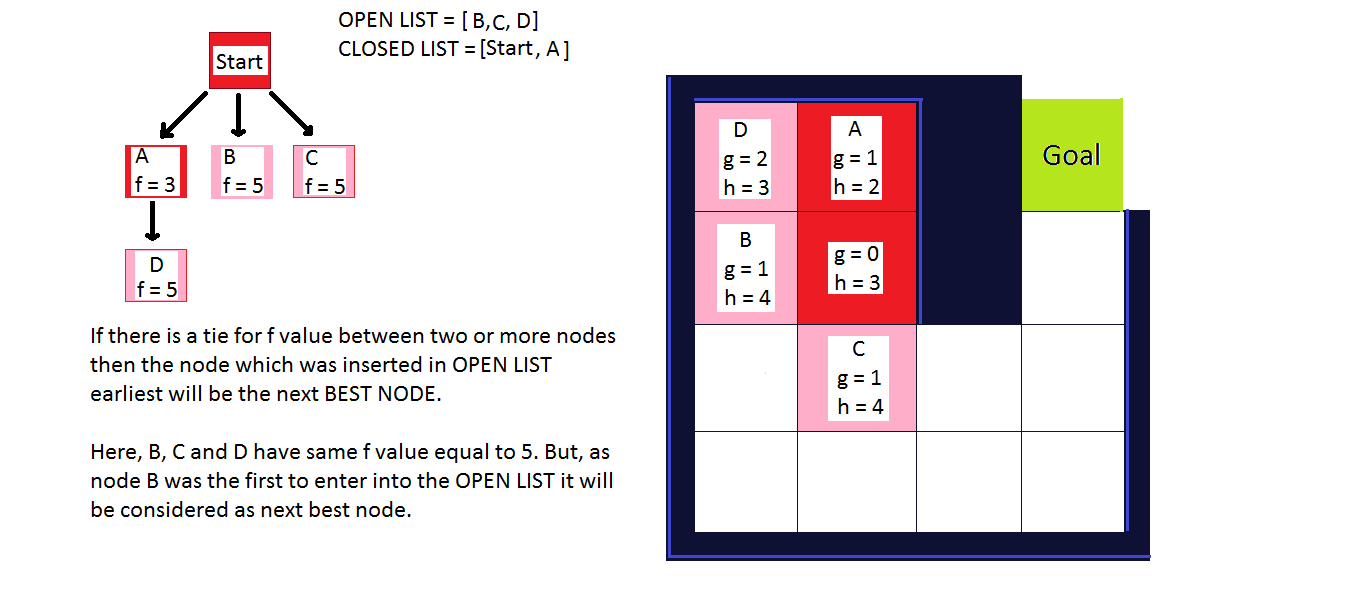 OPEN LIST = [ B,C, D]
CLOSED LIST = [Start, A ]
Start
A
f = 3
B
f = 5
C
f = 5
D
f = 5
If there is a tie for f value between two or more nodes
then the node which was inserted in OPEN LIST
earliest will be the next BEST NODE.
Here, B, C and D have same f value equal to 5. But, as
node B was the first to enter into the OPEN LIST it will
be considered as next best node.
D
g = 2
h = 3
A
g = 1
h = 2
Goal
B
g = 1
h = 4
g = 0
h = 3
C
g = 1
h = 4